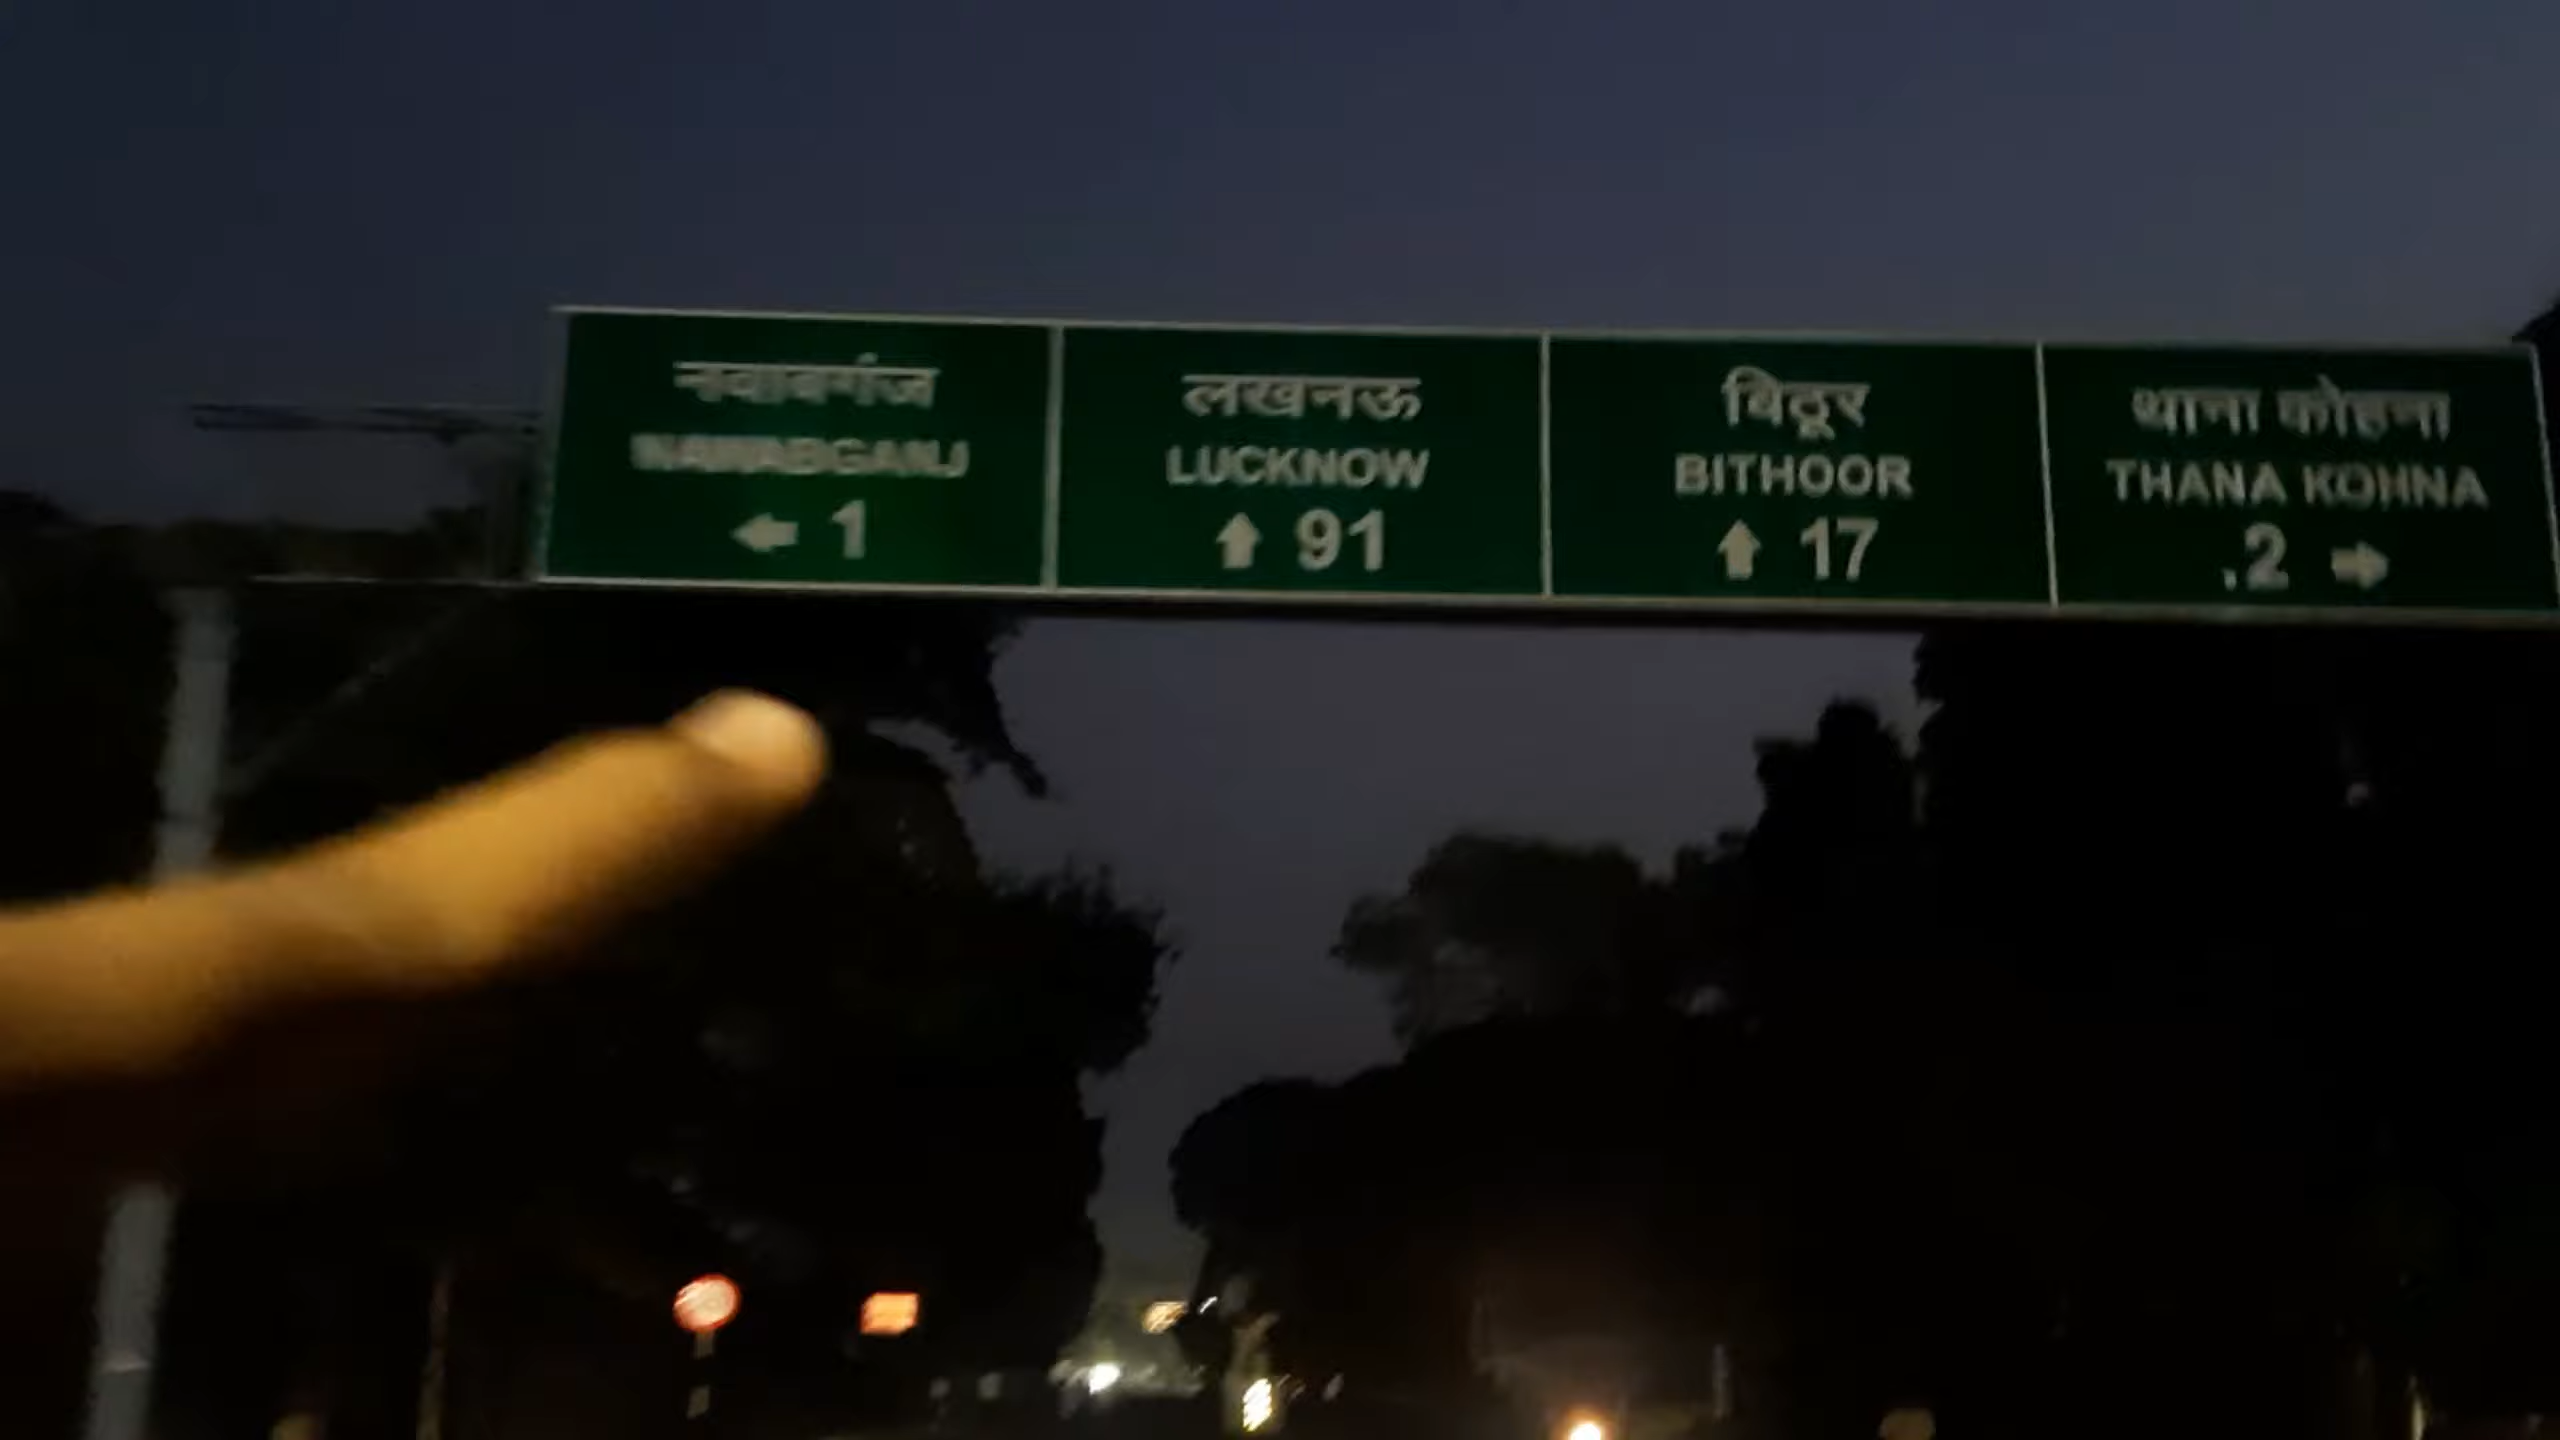 नवाबगंज
NAWABGANJ
← 1
लखनऊ
LUCKNOW
↑ 91
बिठूर
BITHOOR
↑ 17
थाना कोहना
THANA KOHNA
.2 →